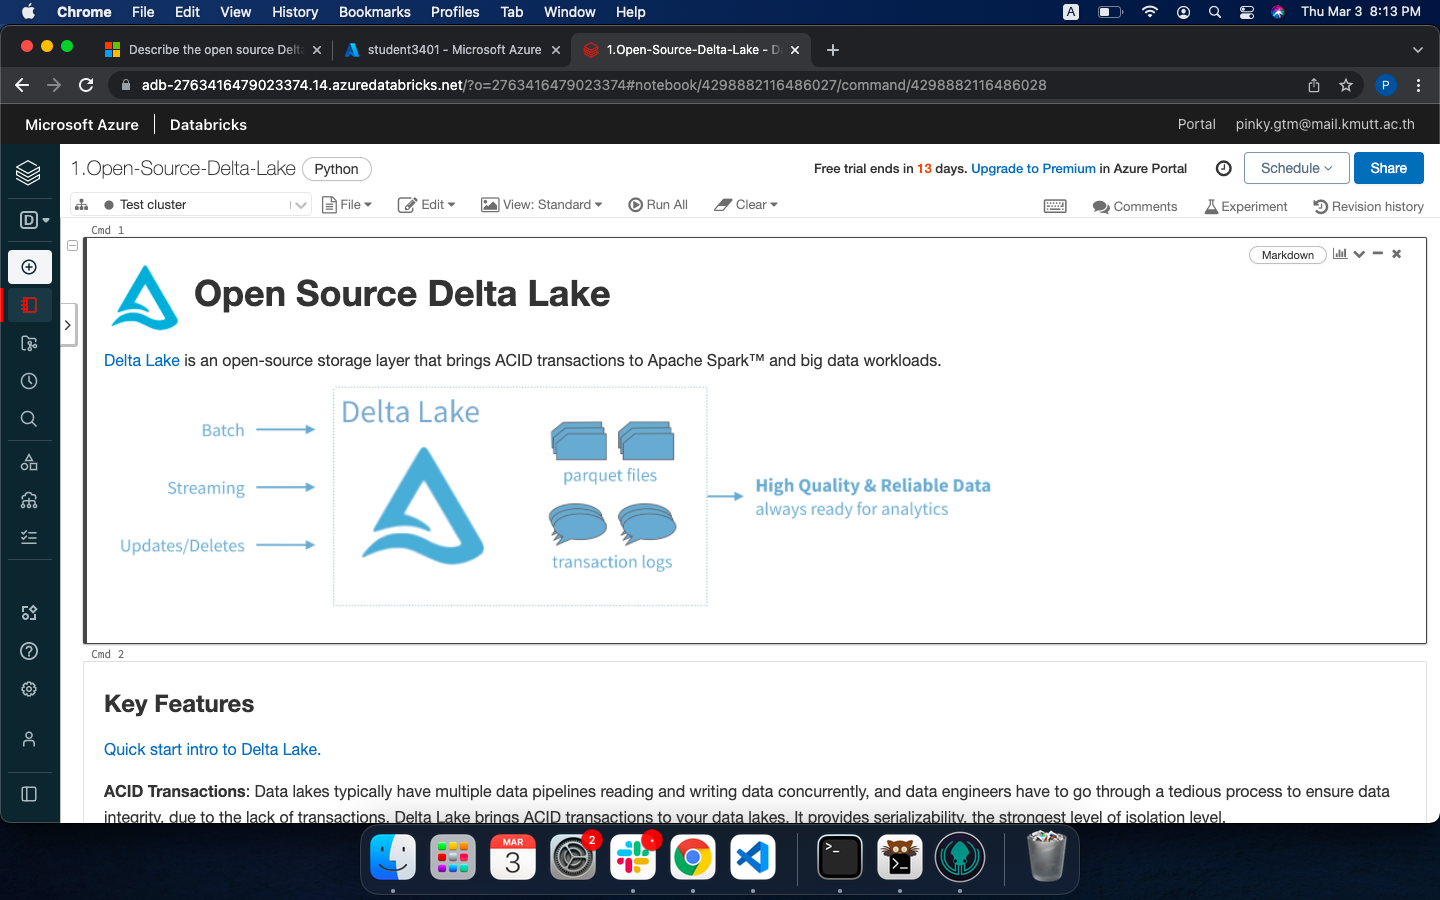 Chrome File Edit View History Bookmarks Profiles Tab Window Help A Thu Mar 3 8:13 PM
Describe the open source Delt student3401 - Microsoft Azure 1.Open-Source-Delta-Lake - D
adb-2763416479023374.14.azuredatabricks.net/?o=2763416479023374#notebook/4298882116486027/command/4298882116486028 P
Microsoft Azure Databricks Portal pinky.gtm@mail.kmutt.ac.th
1.Open-Source-Delta-Lake Python Free trial ends in 13 days. Upgrade to Premium in Azure Portal Schedule Share
D Test cluster File Edit View: Standard Run All Clear Comments Experiment Revision history
Cmd 1
Markdown
Open Source Delta Lake
Delta Lake is an open-source storage layer that brings ACID transactions to Apache Spark™ and big data workloads.
Delta Lake
Batch
parquet files
Streaming
High Quality & Reliable Data
always ready for analytics
Updates/Deletes
transaction logs
Cmd 2
Key Features
Quick start intro to Delta Lake.
ACID Transactions: Data lakes typically have multiple data pipelines reading and writing data concurrently, and data engineers have to go through a tedious process to ensure data
integrity, due to the lack of transactions. Delta Lake brings ACID transactions to your data lakes. It provides serializability, the strongest level of isolation level.
MAR
3
2